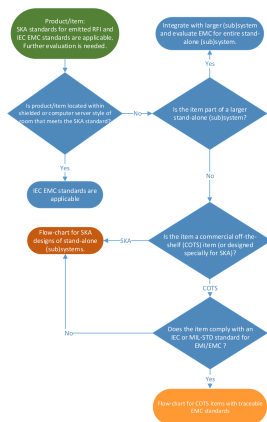 Product/item:
SKA standards for emitted RFI and
IEC EMC standards are applicable.
Further evaluation is needed.
Integrate with larger (sub)system
and evaluate EMC for entire stand-
alone (sub)system.
Yes
Is product/item located within
shielded or computer server style of
room that meets the SKA standard?
No
Is the item part of a larger
stand-alone (sub)system?
Yes
No
IEC EMC standards are
applicable
Flow-chart for SKA
designs of stand-alone
(sub)systems.
SKA
Is the item a commercial off-the-
shelf (COTS) item (or designed
specially for SKA)?
COTS
No
Does the item comply with an
IEC or MIL-STD standard for
EMI/EMC ?
Yes
Flow-chart for COTS items with traceable
EMC standards